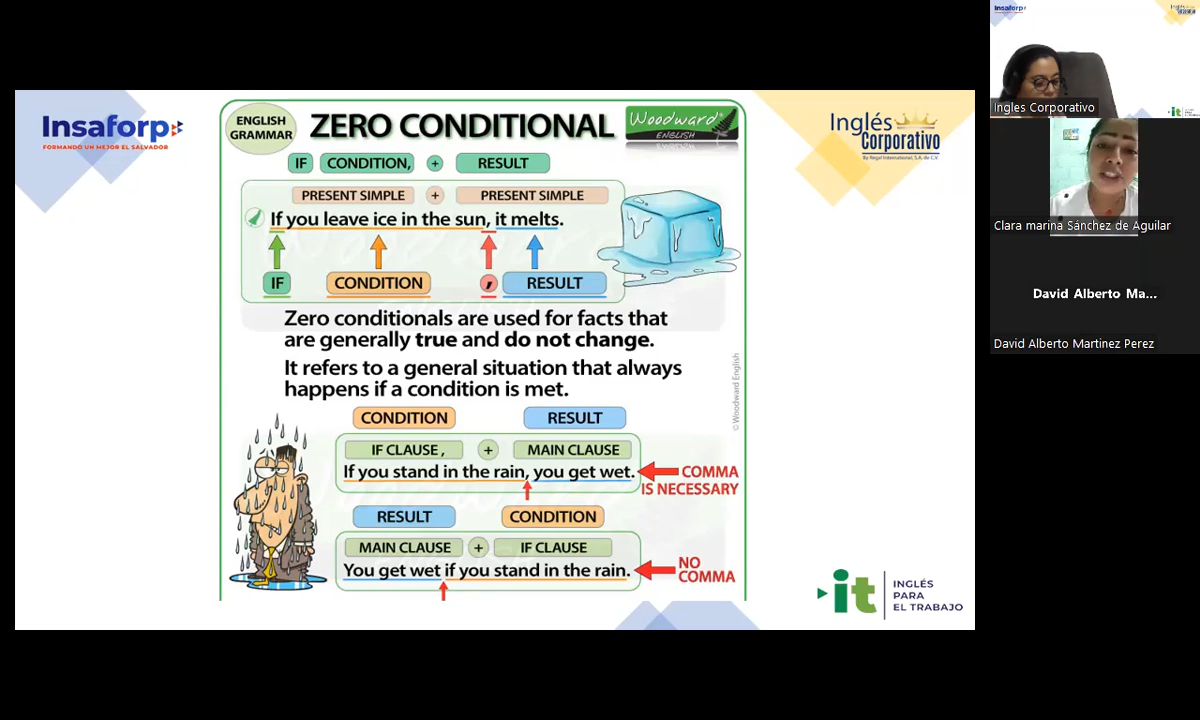 Insaforp
FORMANDO UN MEJOR EL SALVADOR
ENGLISH
GRAMMAR
ZERO CONDITIONAL
Woodward®
ENGLISH
Inglés
Corporativo
By Regal International, S.A. de C.V.
IF CONDITION, + RESULT
PRESENT SIMPLE + PRESENT SIMPLE
If you leave ice in the sun, it melts.
IF CONDITION , RESULT
Zero conditionals are used for facts that
are generally true and do not change.
It refers to a general situation that always
happens if a condition is met.
© Woodward English
CONDITION RESULT
IF CLAUSE , + MAIN CLAUSE
If you stand in the rain, you get wet.
COMMA
IS NECESSARY
RESULT CONDITION
MAIN CLAUSE + IF CLAUSE
You get wet if you stand in the rain.
NO
COMMA
it
INGLÉS
PARA
EL TRABAJO
Insaforp
Ingles Corporativo
it
Clara marina Sánchez de Aguilar
David Alberto Ma...
David Alberto Martinez Perez